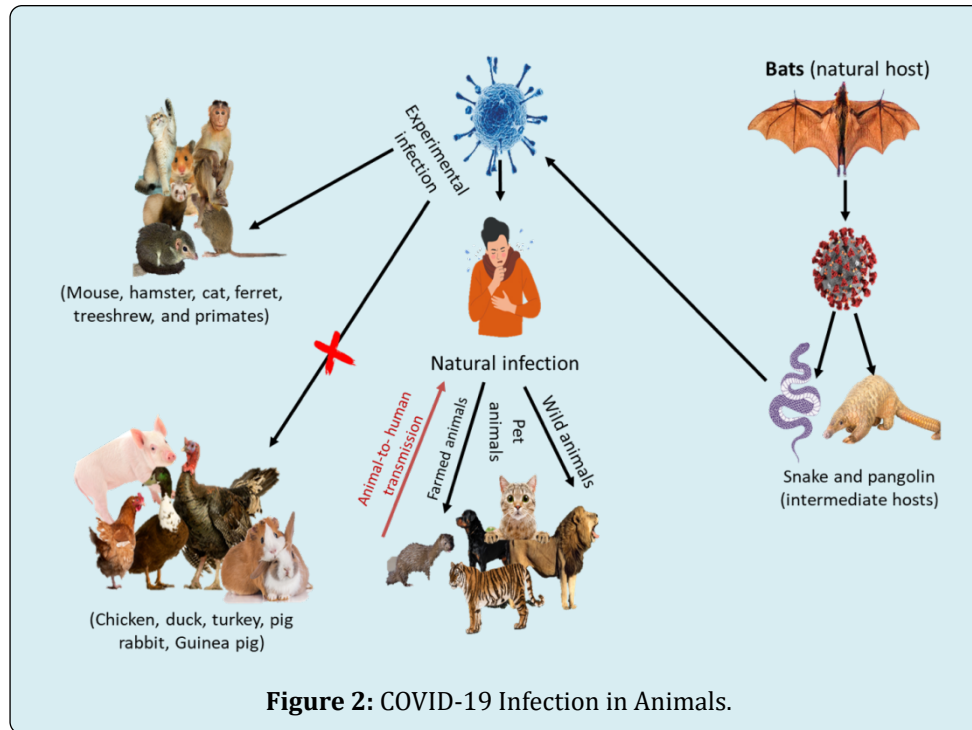 Bats (natural host)
Experimental
infection
(Mouse, hamster, cat, ferret,
treeshrew, and primates)
Natural infection
Animal-to- human
transmission
Farmed animals
Pet
animals
Wild animals
Snake and pangolin
(intermediate hosts)
(Chicken, duck, turkey, pig
rabbit, Guinea pig)
Figure 2: COVID-19 Infection in Animals.